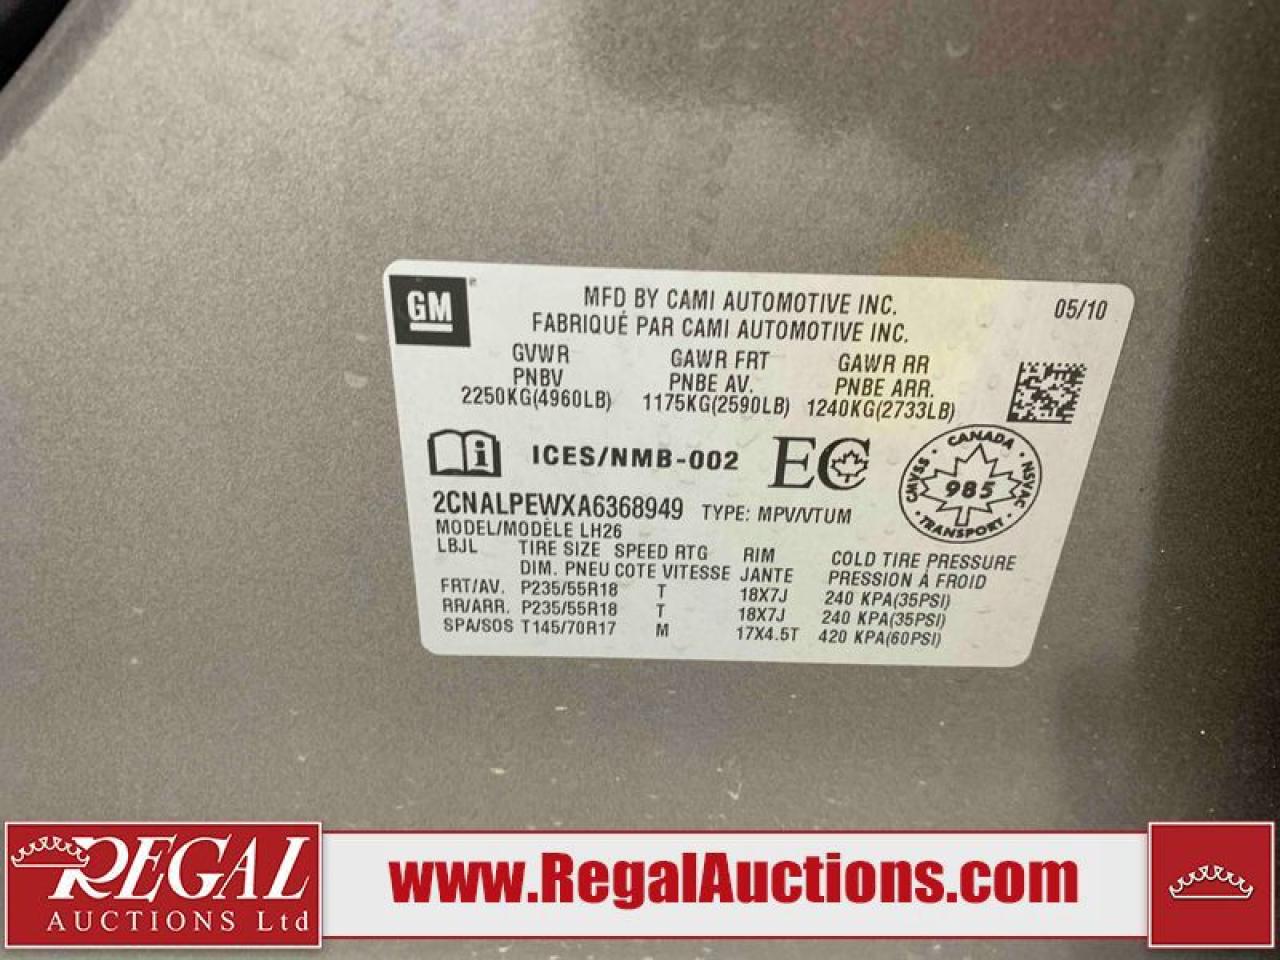 GM
MFD BY CAMI AUTOMOTIVE INC. 05/10
FABRIQUÉ PAR CAMI AUTOMOTIVE INC.
GVWR GAWR FRT GAWR RR
PNBV PNBE AV. PNBE ARR.
2250KG(4960LB) 1175KG(2590LB) 1240KG(2733LB)
ICES/NMB-002 EC
CANADA
CMVSS 985 NSVAC
TRANSPORT
2CNALPEWXA6368949 TYPE: MPV/VTUM
MODEL/MODÈLE LH26
LBJL TIRE SIZE SPEED RTG RIM COLD TIRE PRESSURE
DIM. PNEU COTE VITESSE JANTE PRESSION À FROID
FRT/AV. P235/55R18 T 18X7J 240 KPA(35PSI)
RR/ARR. P235/55R18 T 18X7J 240 KPA(35PSI)
SPA/SOS T145/70R17 M 17X4.5T 420 KPA(60PSI)
REGAL
AUCTIONS Ltd
www.RegalAuctions.com